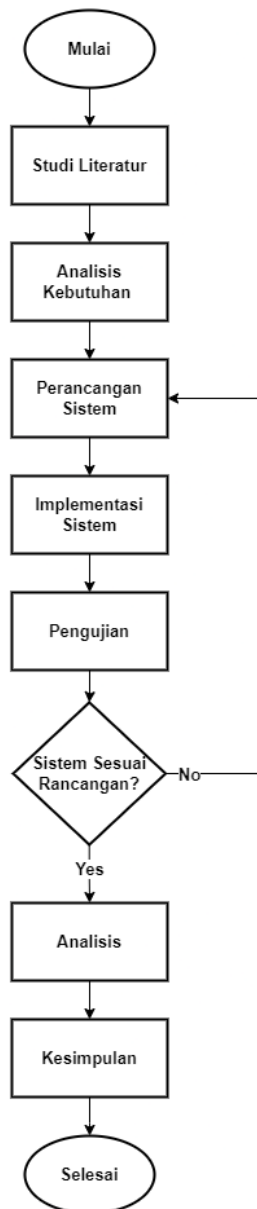 Mulai
Studi Literatur
Analisis
Kebutuhan
Perancangan
Sistem
Implementasi
Sistem
Pengujian
Sistem Sesuai
Rancangan?
No
Yes
Analisis
Kesimpulan
Selesai